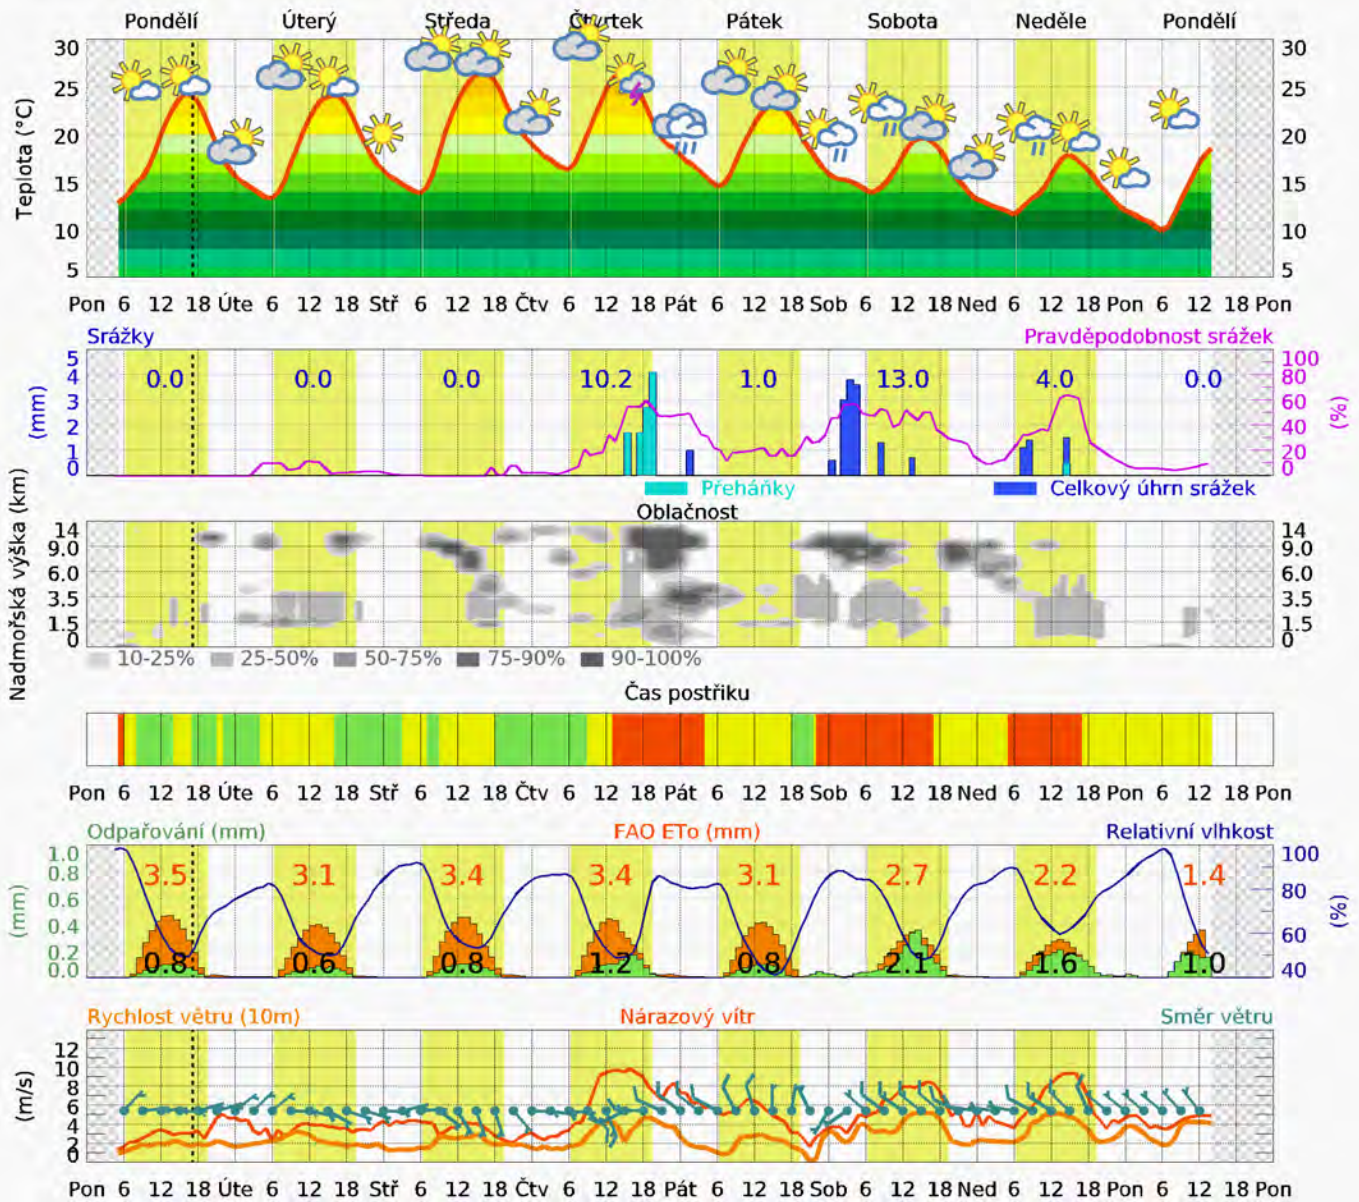 Pondělí Úterý Středa Čtvrtek Pátek Sobota Neděle Pondělí
30 30
25 25
20 20
15 15
10 10
5 5
Teplota (°C)
Pon 6 12 18 Úte 6 12 18 Stř 6 12 18 Čtv 6 12 18 Pát 6 12 18 Sob 6 12 18 Ned 6 12 18 Pon 6 12 18 Pon
Srážky Pravděpodobnost srážek
5 100
4 0.0 0.0 0.0 10.2 1.0 13.0 4.0 0.0 80
3 60
2 40
1 20
0 0
(mm) (%)
Přeháňky Celkový úhrn srážek
Oblačnost
14 14
9.0 9.0
6.0 6.0
3.5 3.5
1.5 1.5
0 0
Nadmořská výška (km)
10-25% 25-50% 50-75% 75-90% 90-100%
Čas postřiku
Pon 6 12 18 Úte 6 12 18 Stř 6 12 18 Čtv 6 12 18 Pát 6 12 18 Sob 6 12 18 Ned 6 12 18 Pon 6 12 18 Pon
Odpařování (mm) FAO ETo (mm) Relativní vlhkost
1.0 100
0.8 3.5 3.1 3.4 3.4 3.1 2.7 2.2 1.4 80
0.6
0.4 60
0.2
0.0 0.8 0.6 0.8 1.2 0.8 2.1 1.6 1.0 40
(mm) (%)
Rychlost větru (10m) Nárazový vítr Směr větru
12
10
8
6
4
2
0
(m/s)
Pon 6 12 18 Úte 6 12 18 Stř 6 12 18 Čtv 6 12 18 Pát 6 12 18 Sob 6 12 18 Ned 6 12 18 Pon 6 12 18 Pon